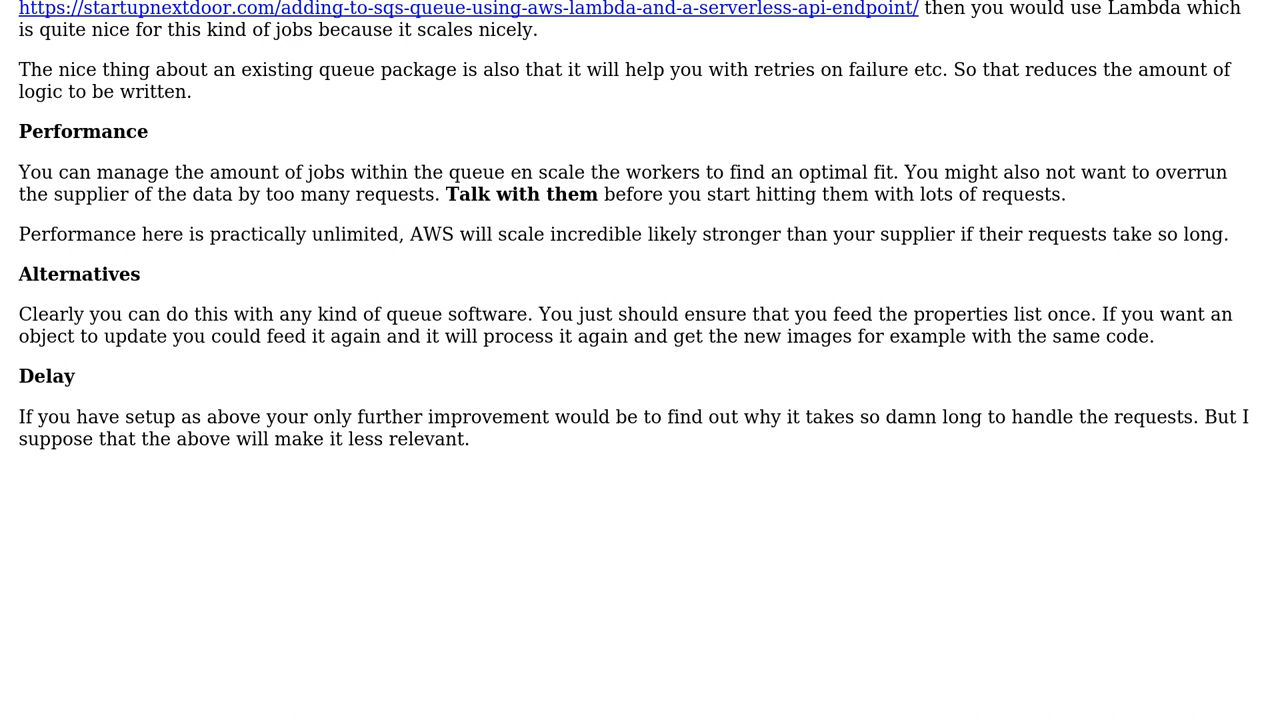 https://startupnextdoor.com/adding-to-sqs-queue-using-aws-lambda-and-a-serverless-api-endpoint/ then you would use Lambda which
is quite nice for this kind of jobs because it scales nicely.
The nice thing about an existing queue package is also that it will help you with retries on failure etc. So that reduces the amount of
logic to be written.
Performance
You can manage the amount of jobs within the queue en scale the workers to find an optimal fit. You might also not want to overrun
the supplier of the data by too many requests. Talk with them before you start hitting them with lots of requests.
Performance here is practically unlimited, AWS will scale incredible likely stronger than your supplier if their requests take so long.
Alternatives
Clearly you can do this with any kind of queue software. You just should ensure that you feed the properties list once. If you want an
object to update you could feed it again and it will process it again and get the new images for example with the same code.
Delay
If you have setup as above your only further improvement would be to find out why it takes so damn long to handle the requests. But I
suppose that the above will make it less relevant.